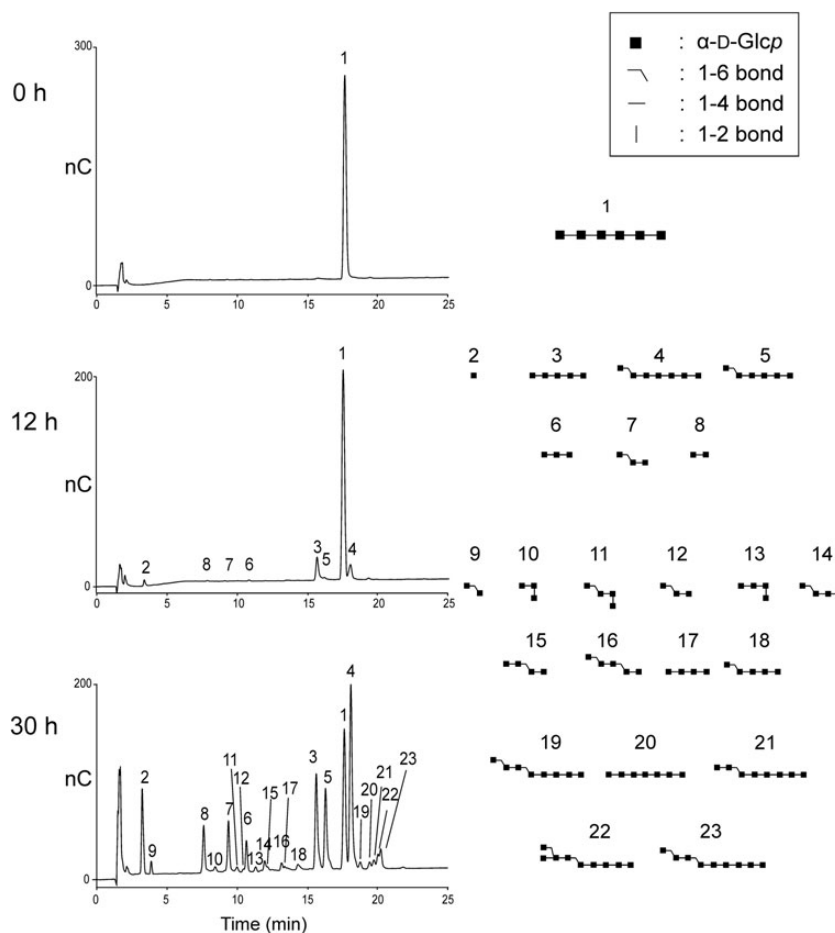 ■ : α-D-Glcp
: 1-6 bond
: 1-4 bond
: 1-2 bond
0 h
300
nC
0
1
0 5 10 15 20 25
1
12 h
200
nC
0
2 8 7 6 3 5 1 4
0 5 10 15 20 25
2 3 4 5
6 7 8
30 h
200
nC
0
2 9 8 10 7 11 12 6 13 14 15 16 17 18 3 5 1 4 19 20 21 22 23
0 5 10 15 20 25
Time (min)
9 10 11 12 13 14
15 16 17 18
19 20 21
22 23